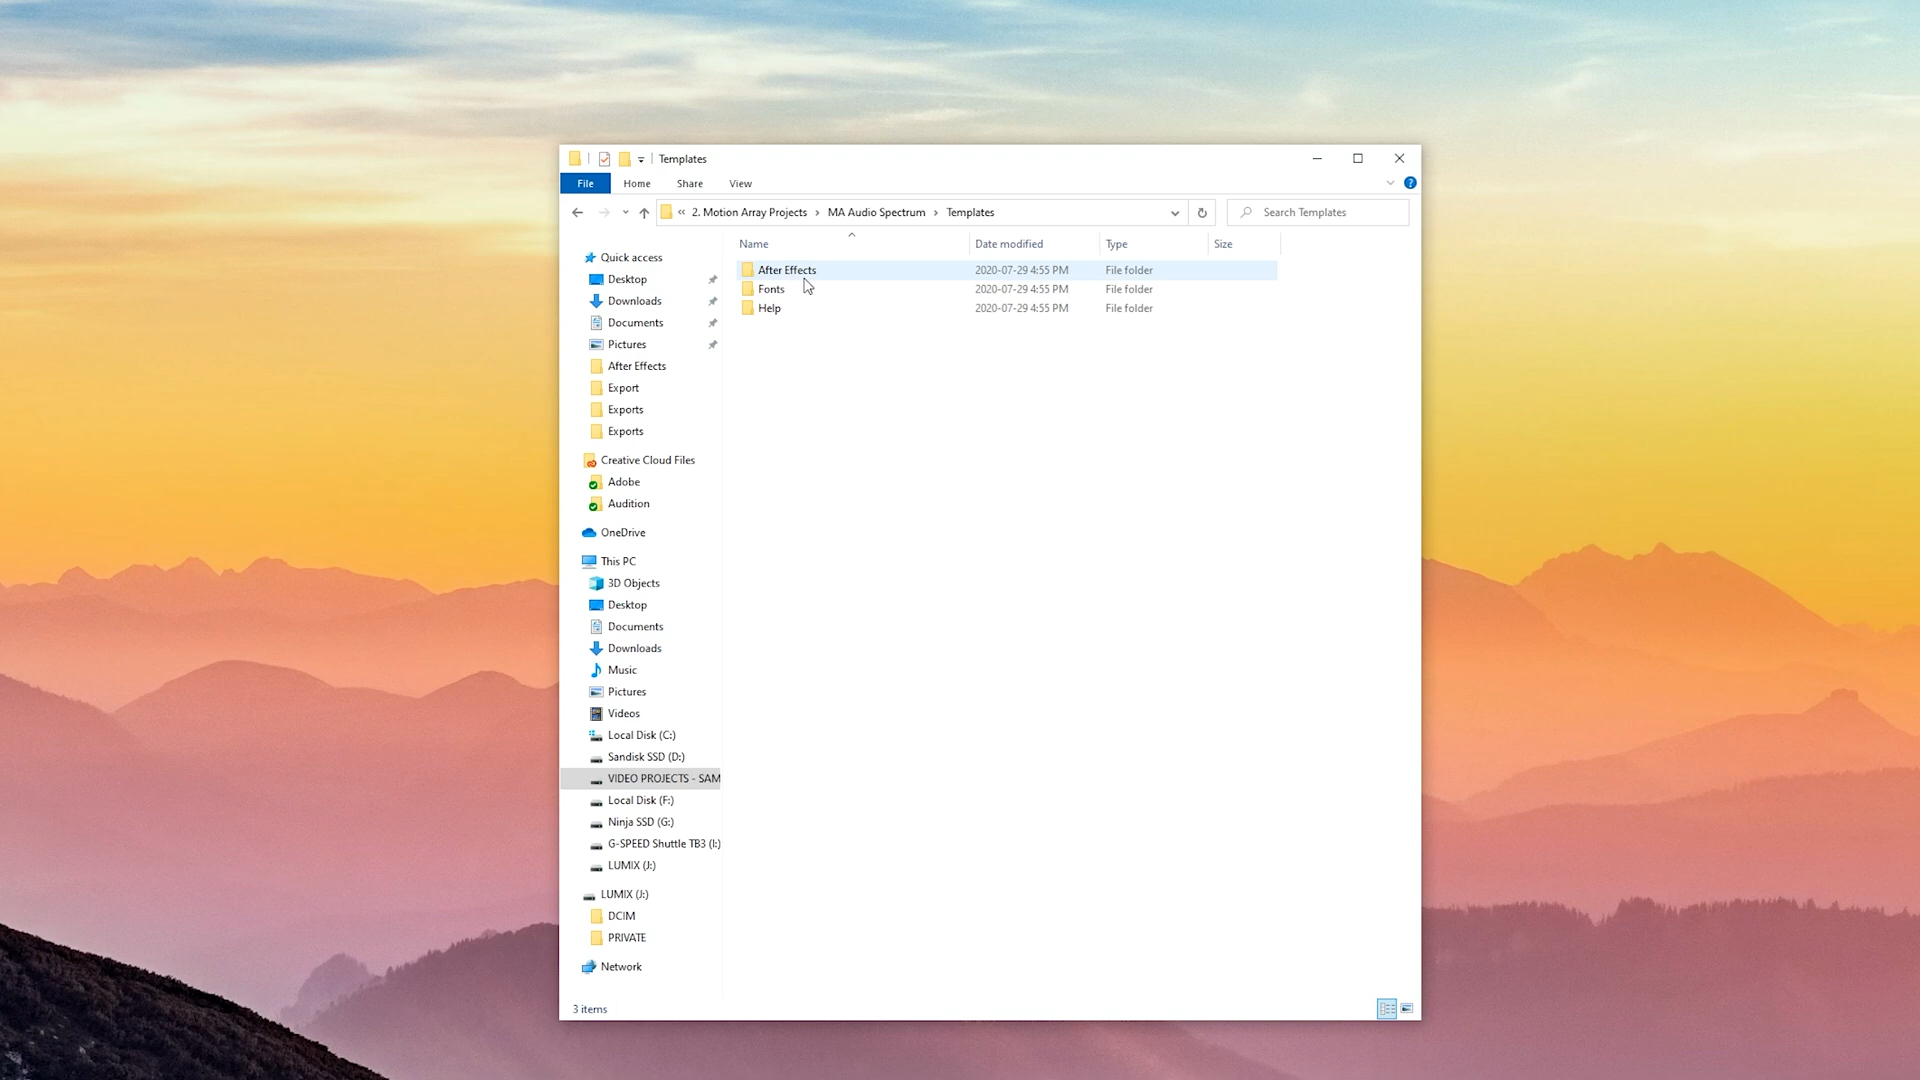 Templates
File Home Share View
« 2. Motion Array Projects › MA Audio Spectrum › Templates
Search Templates
Name Date modified Type Size
After Effects 2020-07-29 4:55 PM File folder
Fonts 2020-07-29 4:55 PM File folder
Help 2020-07-29 4:55 PM File folder
Quick access
Desktop
Downloads
Documents
Pictures
After Effects
Export
Exports
Exports
Creative Cloud Files
Adobe
Audition
OneDrive
This PC
3D Objects
Desktop
Documents
Downloads
Music
Pictures
Videos
Local Disk (C:)
Sandisk SSD (D:)
VIDEO PROJECTS - SAM
Local Disk (F:)
Ninja SSD (G:)
G-SPEED Shuttle TB3 (I:)
LUMIX (J:)
LUMIX (J:)
DCIM
PRIVATE
Network
3 items